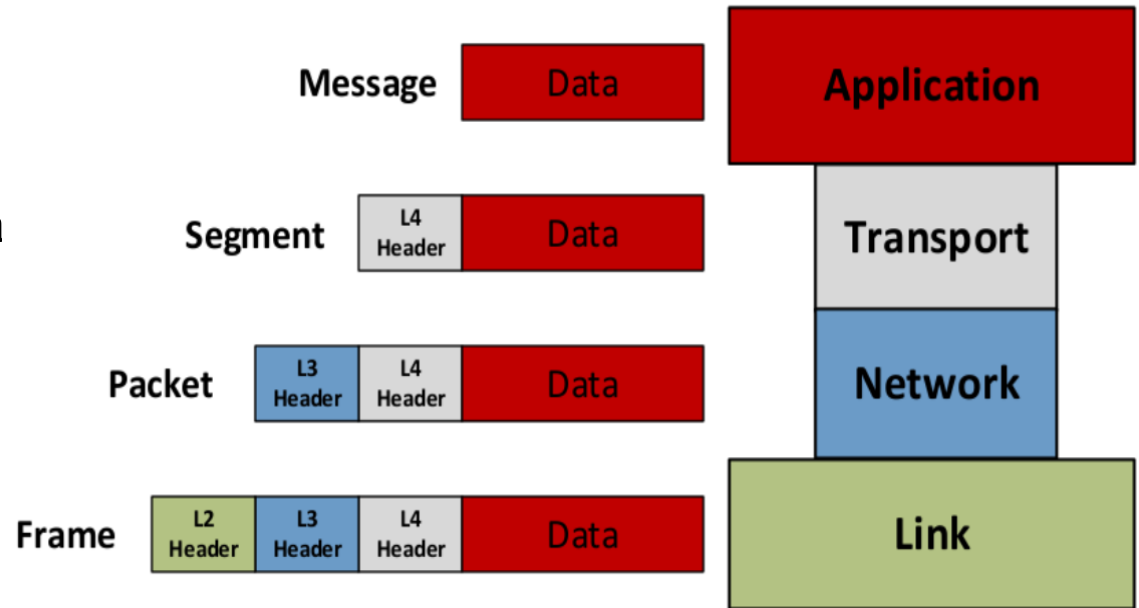 Message Data Application
Segment L4 Header Data Transport
Packet L3 Header L4 Header Data Network
Frame L2 Header L3 Header L4 Header Data Link